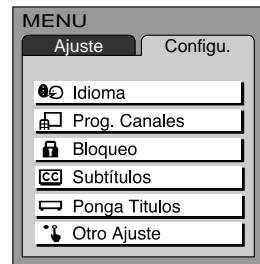 MENU
Ajuste Configu.
Idioma
Prog. Canales
Bloqueo
CC Subtítulos
Ponga Titulos
Otro Ajuste